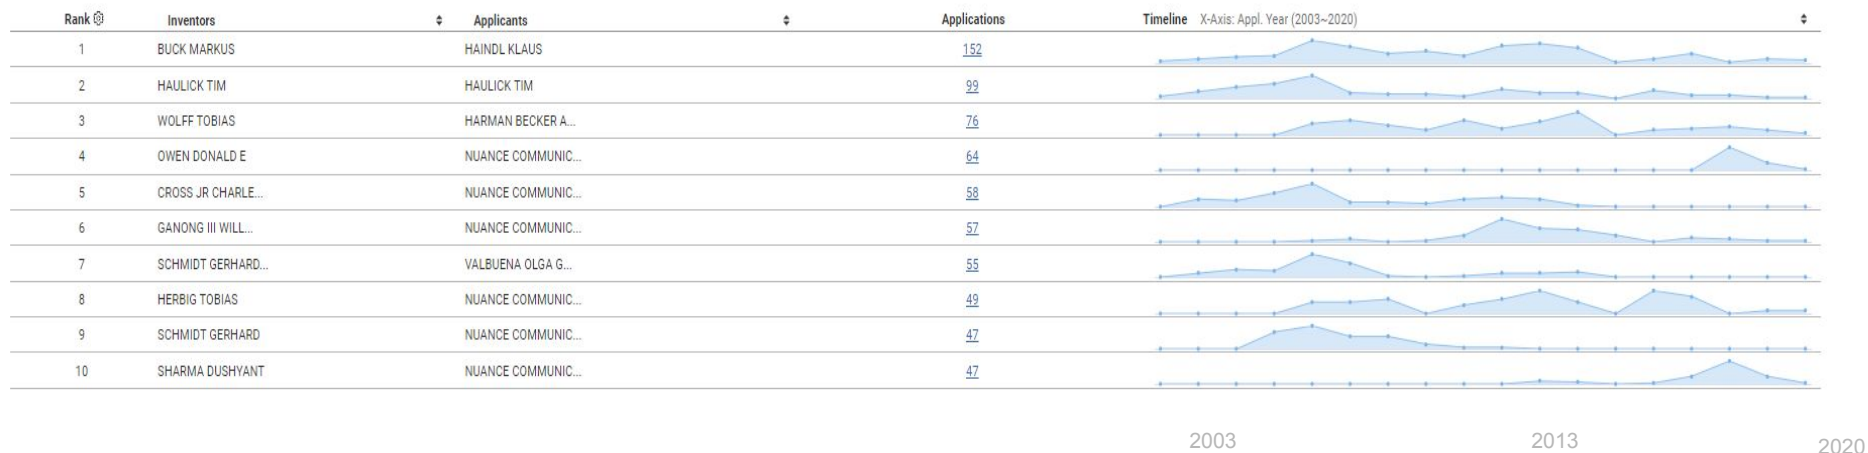 Rank Inventors Applicants Applications Timeline X-Axis: Appl. Year (2003~2020)
1 BUCK MARKUS HAINDL KLAUS 152
2 HAULICK TIM HAULICK TIM 99
3 WOLFF TOBIAS HARMAN BECKER A... 76
4 OWEN DONALD E NUANCE COMMUNIC... 64
5 CROSS JR CHARLE... NUANCE COMMUNIC... 58
6 GANONG III WILL... NUANCE COMMUNIC... 57
7 SCHMIDT GERHARD... VALBUENA OLGA G... 55
8 HERBIG TOBIAS NUANCE COMMUNIC... 49
9 SCHMIDT GERHARD NUANCE COMMUNIC... 47
10 SHARMA DUSHYANT NUANCE COMMUNIC... 47
2003 2013 2020